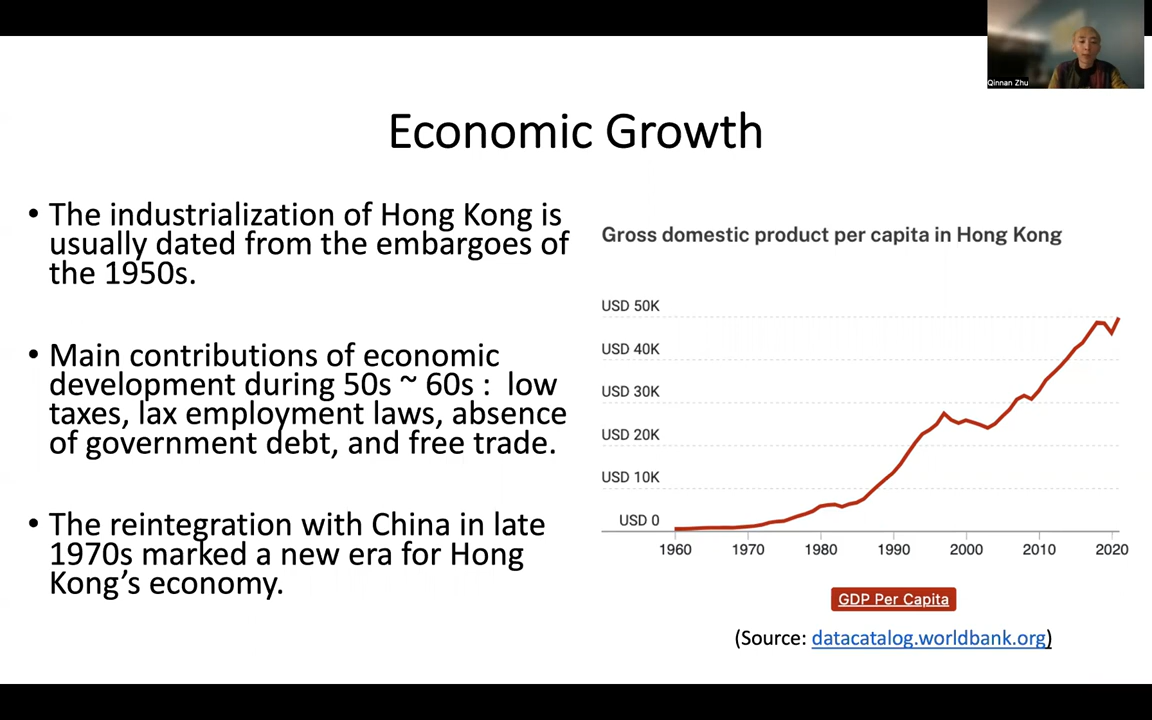 Qinnan Zhu
Economic Growth
• The industrialization of Hong Kong is
usually dated from the embargoes of
the 1950s.
• Main contributions of economic
development during 50s ~ 60s :  low
taxes, lax employment laws, absence
of government debt, and free trade.
• The reintegration with China in late
1970s marked a new era for Hong
Kong’s economy.
Gross domestic product per capita in Hong Kong
USD 50K
USD 40K
USD 30K
USD 20K
USD 10K
USD 0
1960 1970 1980 1990 2000 2010 2020
GDP Per Capita
(Source: datacatalog.worldbank.org)